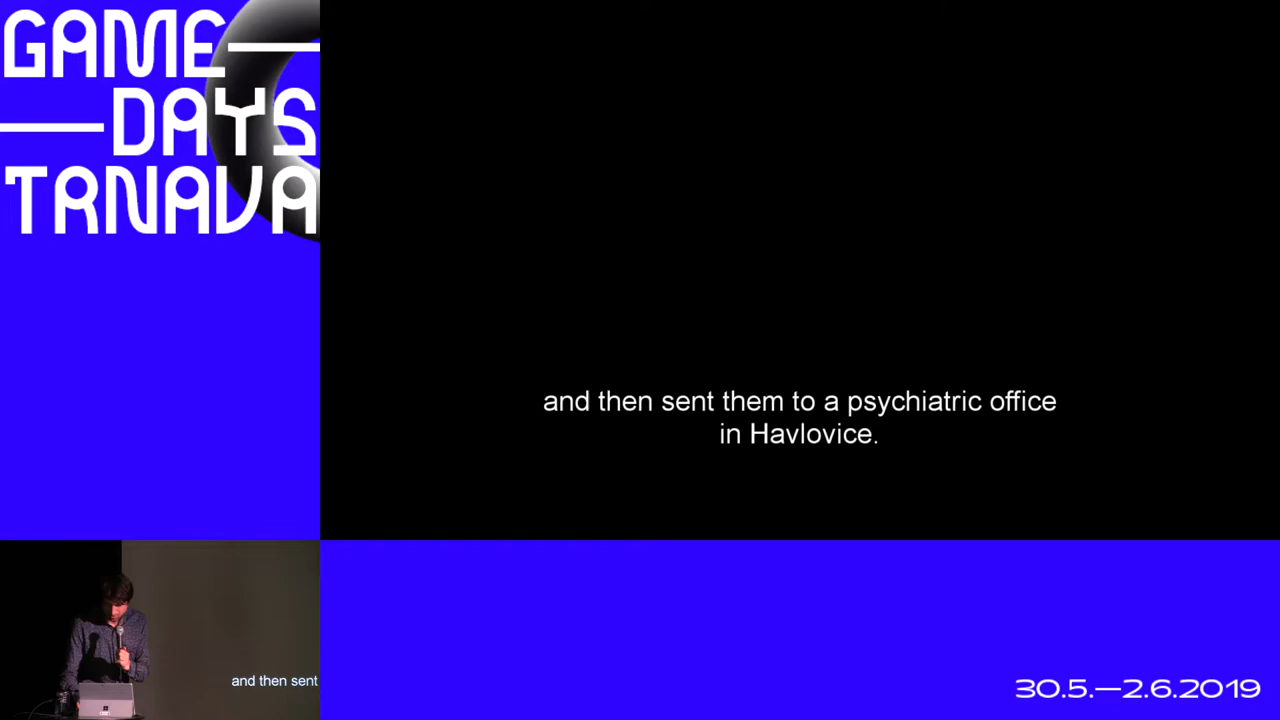 GAME
DAYS
TRNAVA
and then sent them to a psychiatric office
in Havlovice.
and then sent
30.5.—2.6.2019